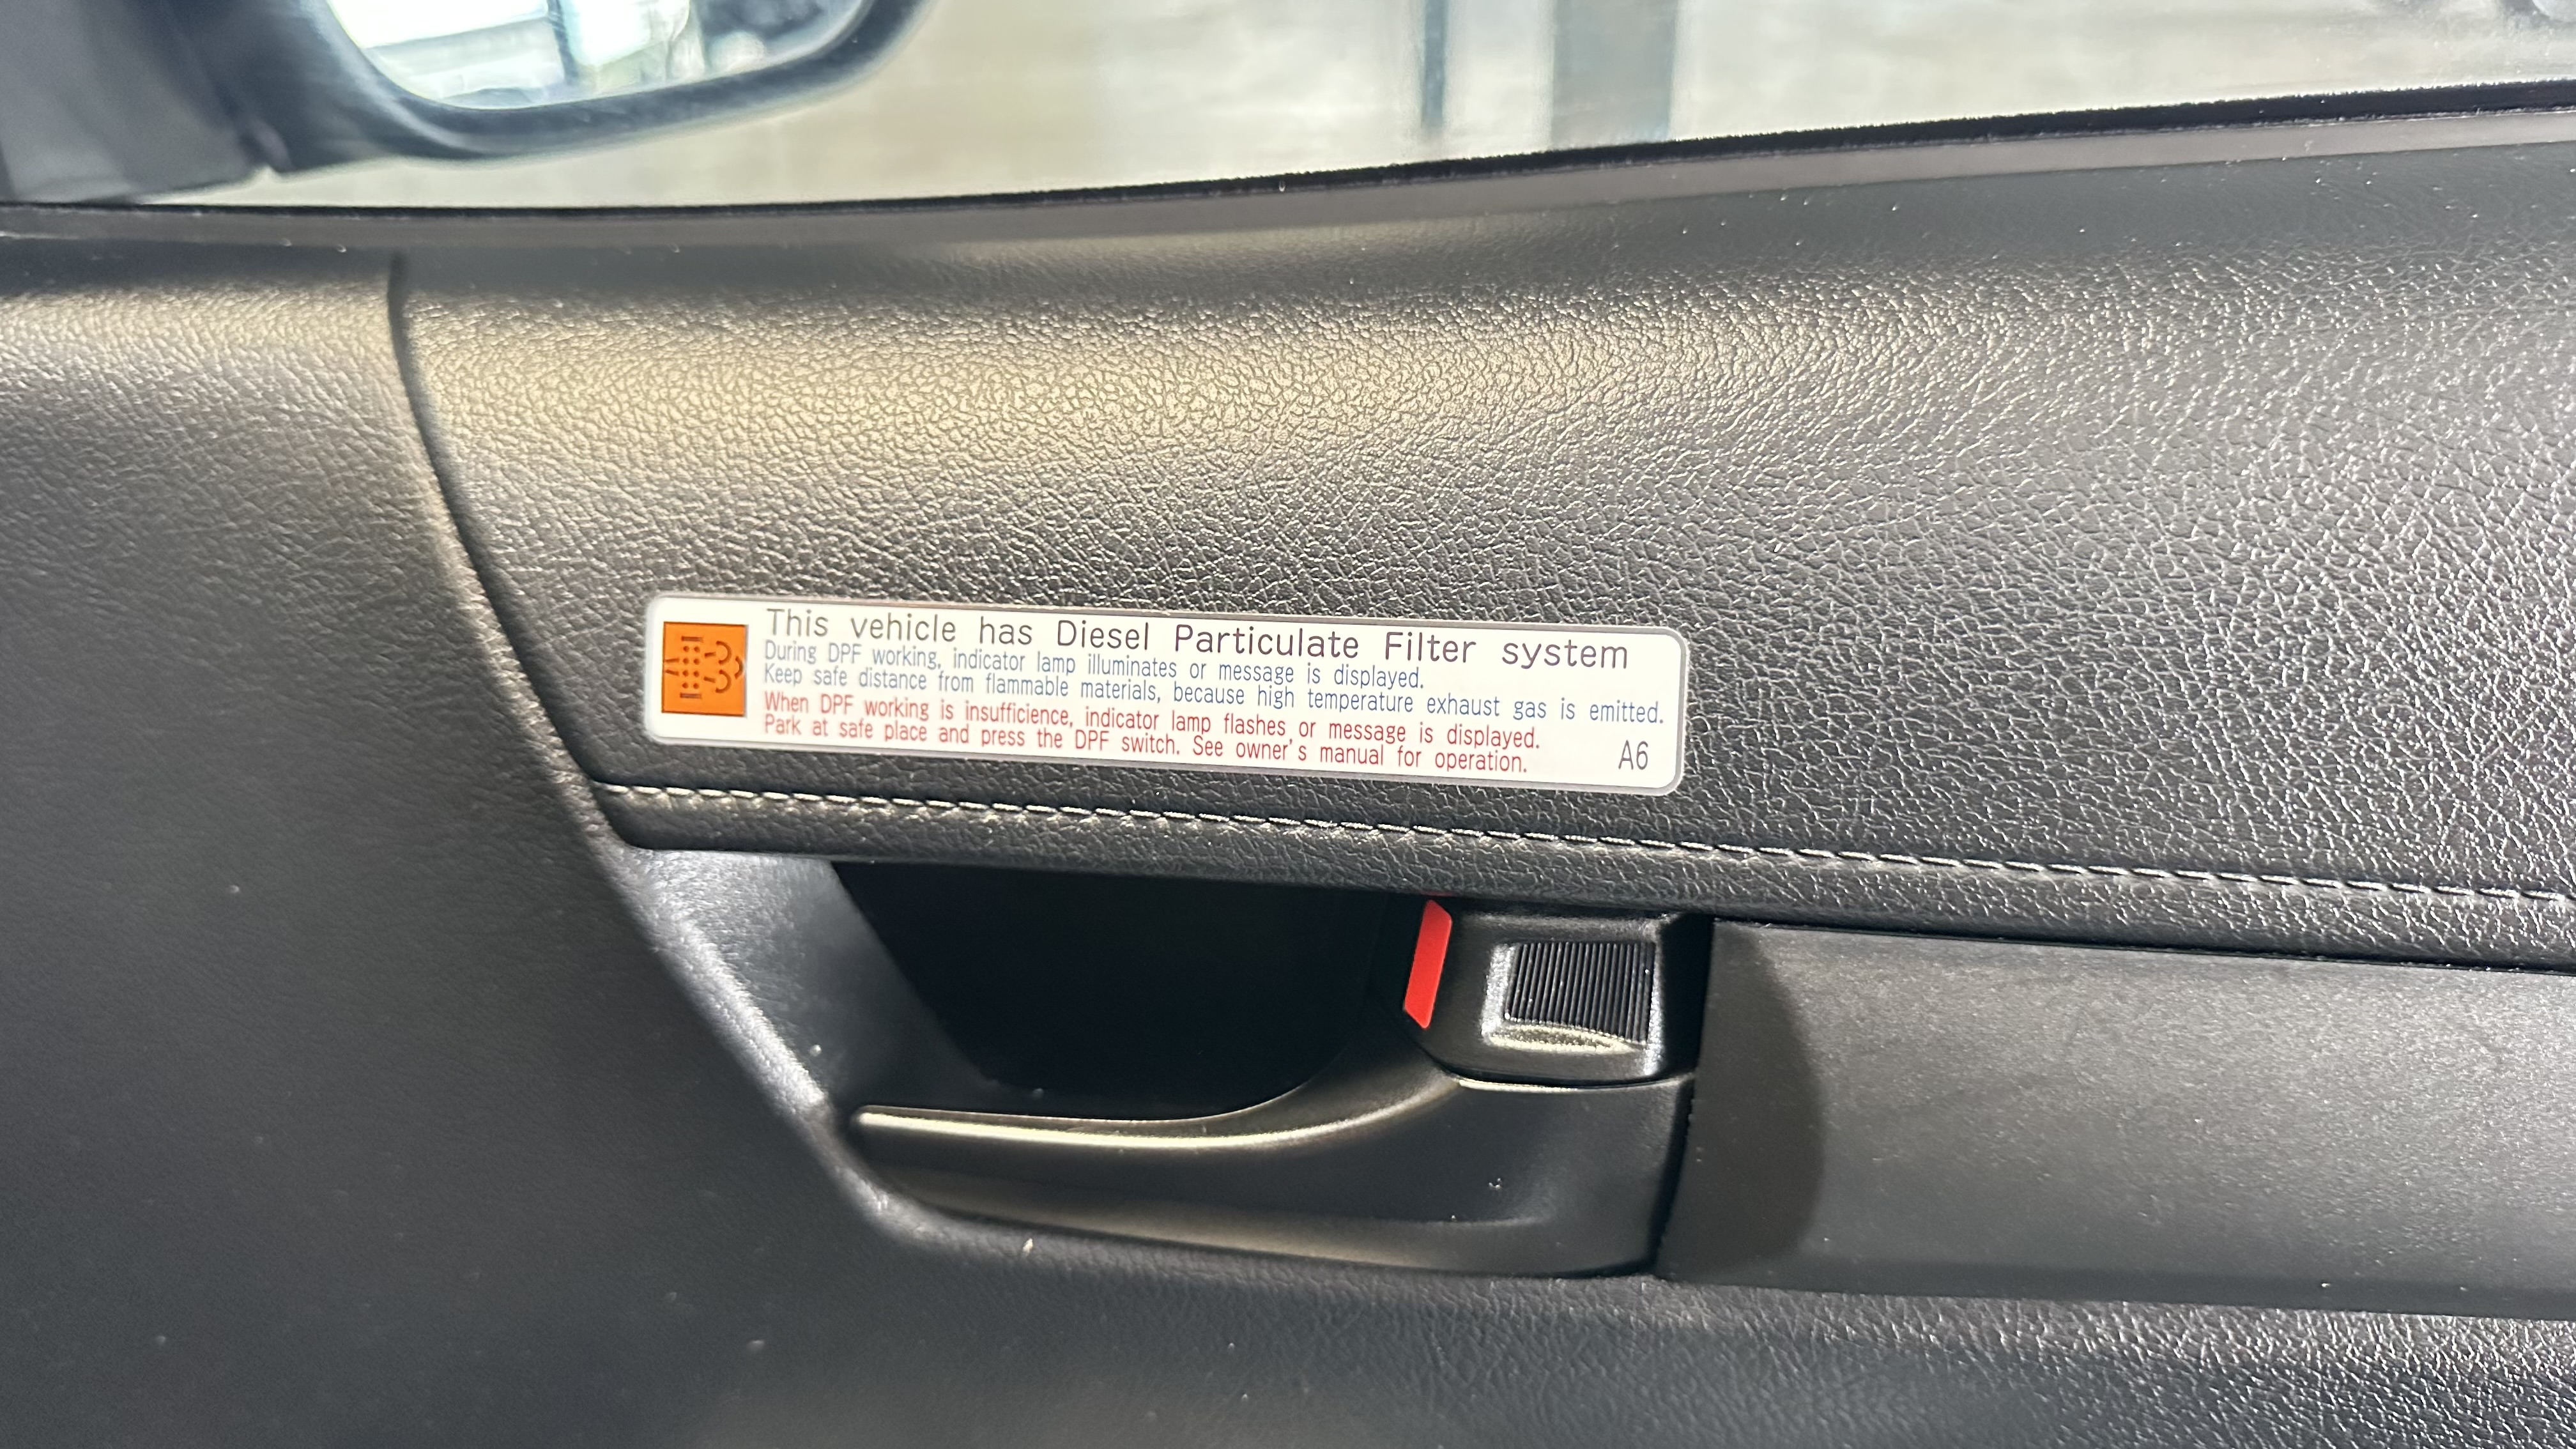 This vehicle has Diesel Particulate Filter system
During DPF working, indicator lamp illuminates or message is displayed.
Keep safe distance from flammable materials, because high temperature exhaust gas is emitted.
When DPF working is insufficience, indicator lamp flashes or message is displayed.
Park at safe place and press the DPF switch. See owner's manual for operation.
A6